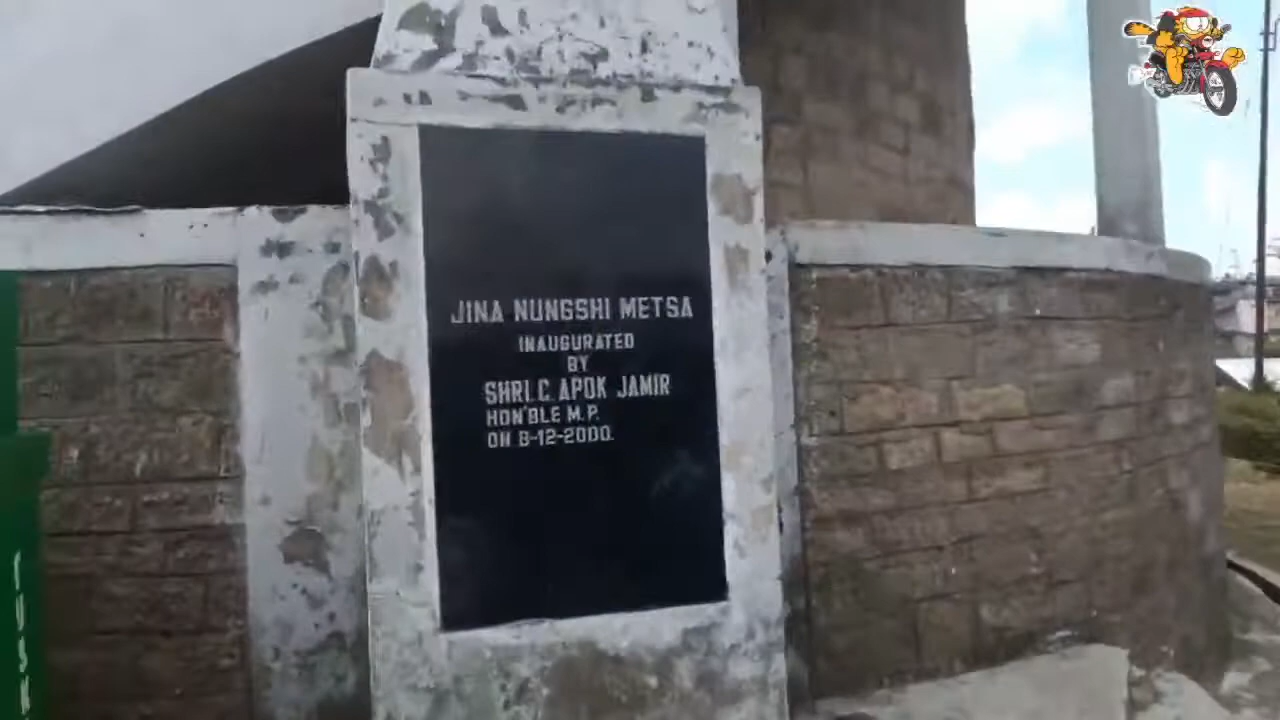 JINA NUNGSHI METSA
INAUGURATED
BY
SHRI. C. APOK JAMIR
HON'BLE M.P.
ON 8-12-2000.